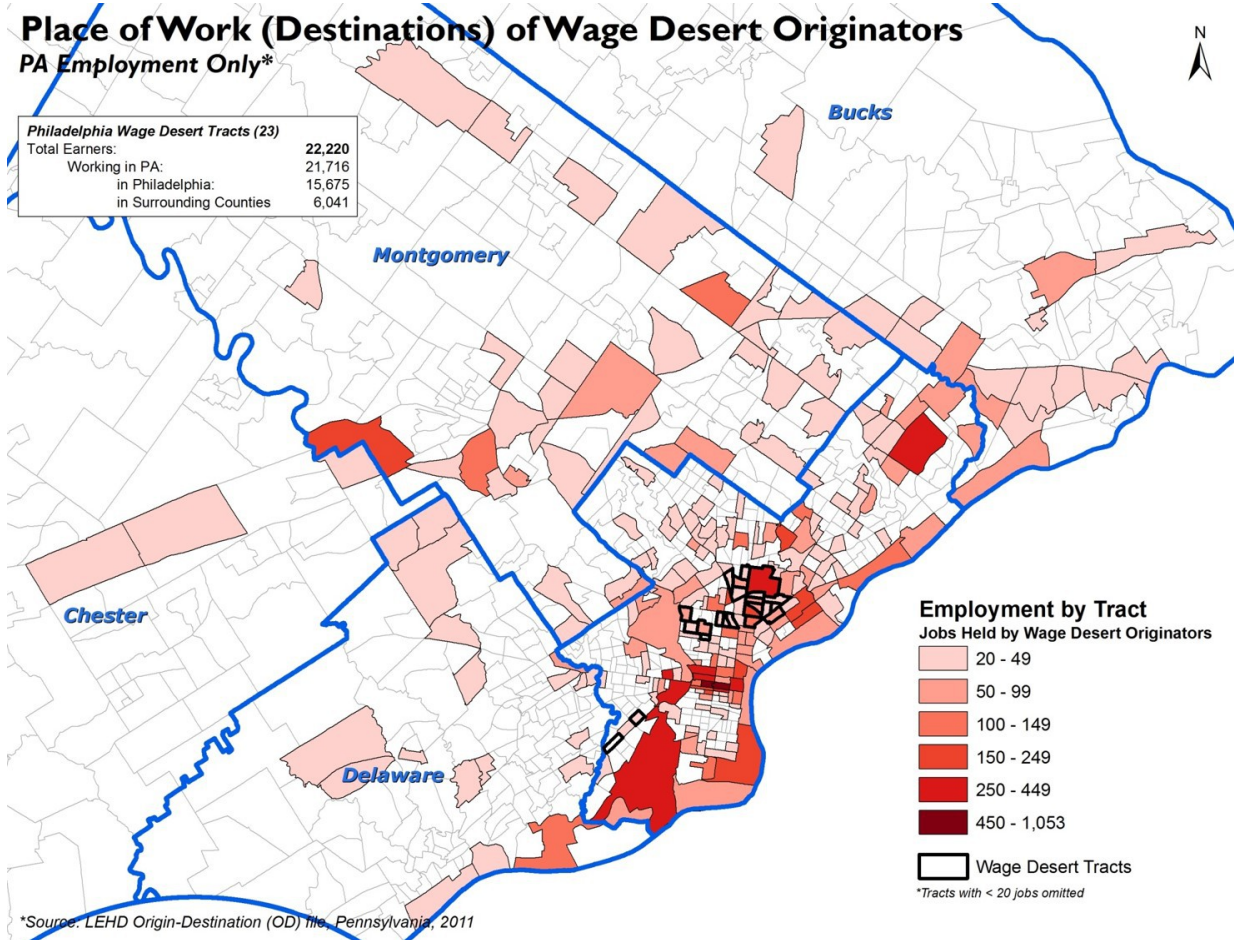 Place of Work (Destinations) of Wage Desert Originators
PA Employment Only*
N
Philadelphia Wage Desert Tracts (23)
Total Earners: 22,220
Working in PA: 21,716
in Philadelphia: 15,675
in Surrounding Counties 6,041
Bucks
Montgomery
Chester
Delaware
Employment by Tract
Jobs Held by Wage Desert Originators
20 - 49
50 - 99
100 - 149
150 - 249
250 - 449
450 - 1,053
Wage Desert Tracts
*Tracts with < 20 jobs omitted
*Source: LEHD Origin-Destination (OD) file, Pennsylvania, 2011